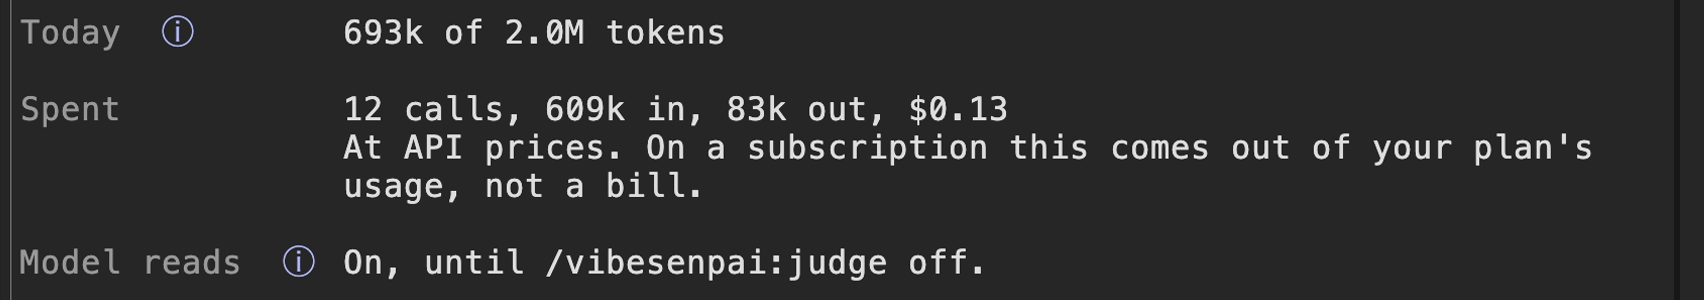 Today ⓘ 693k of 2.0M tokens
Spent 12 calls, 609k in, 83k out, $0.13
At API prices. On a subscription this comes out of your plan's
usage, not a bill.
Model reads ⓘ On, until /vibesenpai:judge off.